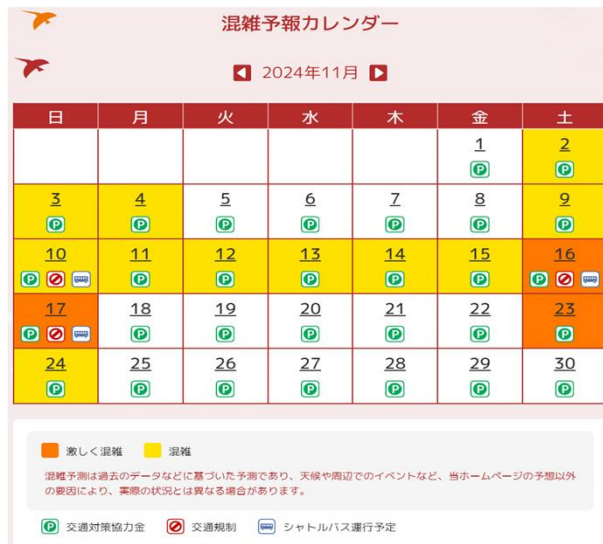 混雑予報カレンダー
2024年11月
日 月 火 水 木 金 土
1 2
P P
3 4 5 6 7 8 9
P P P P P P P
10 11 12 13 14 15 16
P P P P P P P
17 18 19 20 21 22 23
P P P P P P P
24 25 26 27 28 29 30
P P P P P P P
激しく混雑 混雑
混雑予測は過去のデータなどに基づいた予測であり、天候や周辺でのイベントなど、当ホームページの予想以外
の要因により、実際の状況とは異なる場合があります。
P 交通対策協力金 交通規制 シャトルバス運行予定